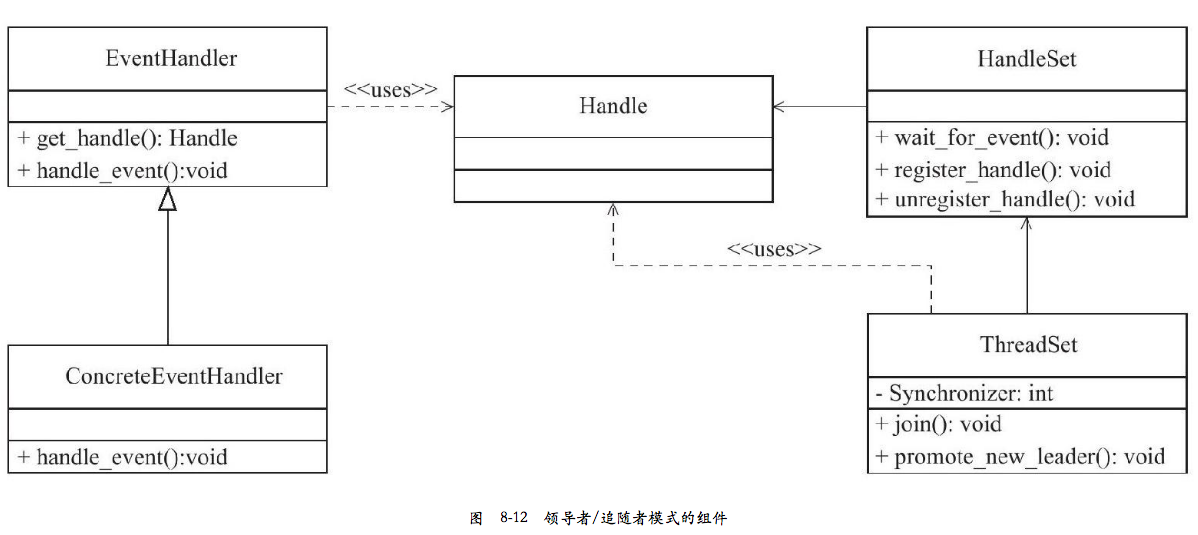 EventHandler
+ get_handle(): Handle
+ handle_event():void
<<uses>>
Handle
HandleSet
+ wait_for_event(): void
+ register_handle(): void
+ unregister_handle(): void
<<uses>>
ConcreteEventHandler
+ handle_event():void
ThreadSet
- Synchronizer: int
+ join(): void
+ promote_new_leader(): void
图 8-12 领导者/追随者模式的组件